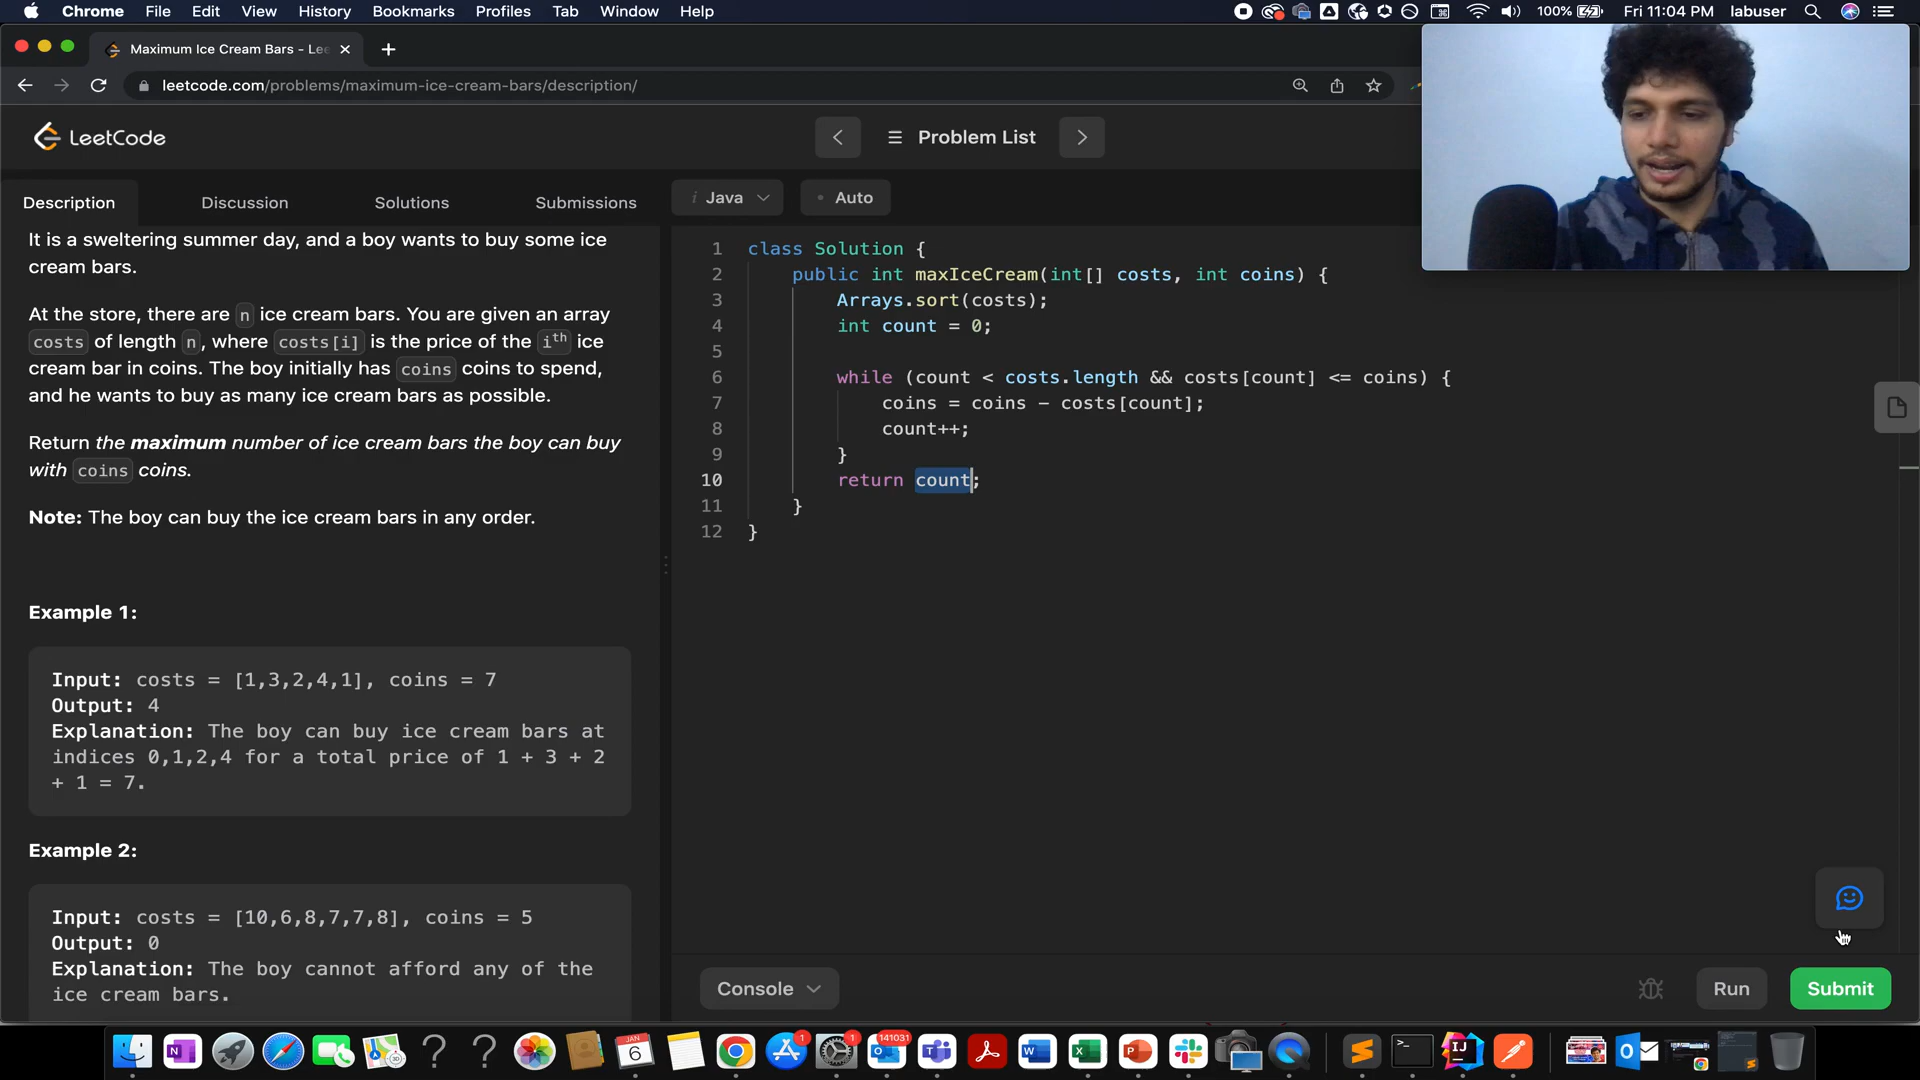 Chrome File Edit View History Bookmarks Profiles Tab Window Help
100% Fri 11:04 PM labuser
Maximum Ice Cream Bars - Lee
leetcode.com/problems/maximum-ice-cream-bars/description/
LeetCode
Problem List
Description Discussion Solutions Submissions
i Java
Auto
It is a sweltering summer day, and a boy wants to buy some ice
cream bars.
At the store, there are n ice cream bars. You are given an array
costs of length n, where costs[i] is the price of the ith ice
cream bar in coins. The boy initially has coins coins to spend,
and he wants to buy as many ice cream bars as possible.
Return the maximum number of ice cream bars the boy can buy
with coins coins.
Note: The boy can buy the ice cream bars in any order.
Example 1:
Input: costs = [1,3,2,4,1], coins = 7
Output: 4
Explanation: The boy can buy ice cream bars at
indices 0,1,2,4 for a total price of 1 + 3 + 2
+ 1 = 7.
Example 2:
Input: costs = [10,6,8,7,7,8], coins = 5
Output: 0
Explanation: The boy cannot afford any of the
ice cream bars.
1 class Solution {
2 public int maxIceCream(int[] costs, int coins) {
3 Arrays.sort(costs);
4 int count = 0;
5
6 while (count < costs.length && costs[count] <= coins) {
7 coins = coins - costs[count];
8 count++;
9 }
10 return count;
11 }
12 }
Console
Run
Submit
JAN
6
1
1
141031